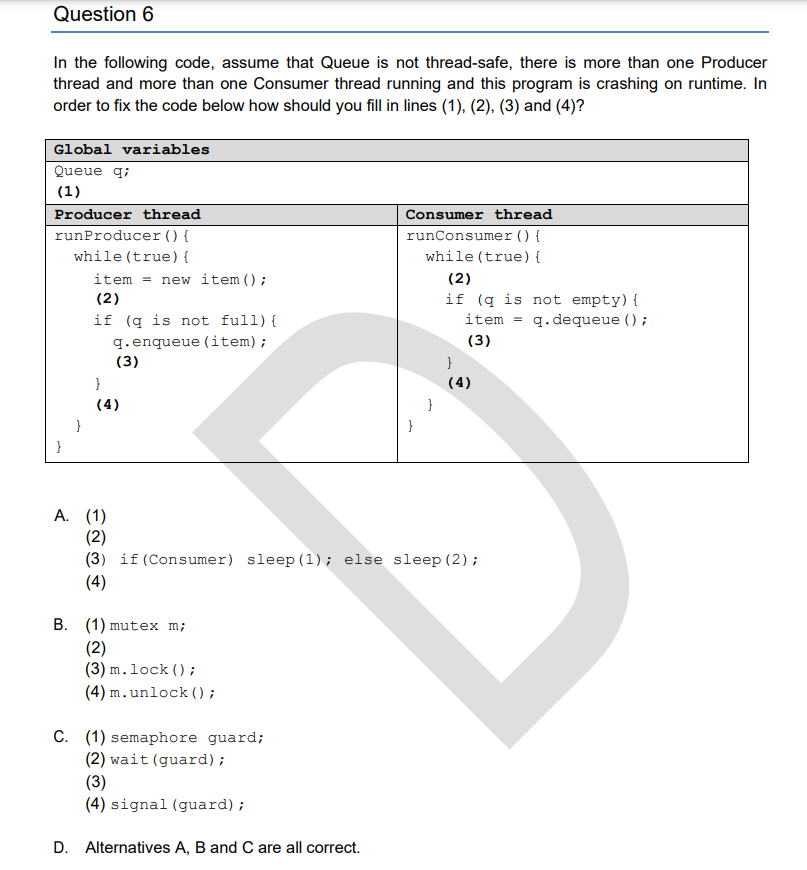 Question 6
In the following code, assume that Queue is not thread-safe, there is more than one Producer
thread and more than one Consumer thread running and this program is crashing on runtime. In
order to fix the code below how should you fill in lines (1), (2), (3) and (4)?
Global variables
Queue q;
(1)
Producer thread
runProducer(){
while(true){
item = new item();
(2)
if (q is not full){
q.enqueue(item);
(3)
}
(4)
}
}
Consumer thread
runConsumer(){
while(true){
(2)
if (q is not empty){
item = q.dequeue();
(3)
}
(4)
}
}
A. (1)
(2)
(3) if(Consumer) sleep(1); else sleep(2);
(4)
B. (1) mutex m;
(2)
(3) m.lock();
(4) m.unlock();
C. (1) semaphore guard;
(2) wait(guard);
(3)
(4) signal(guard);
D. Alternatives A, B and C are all correct.